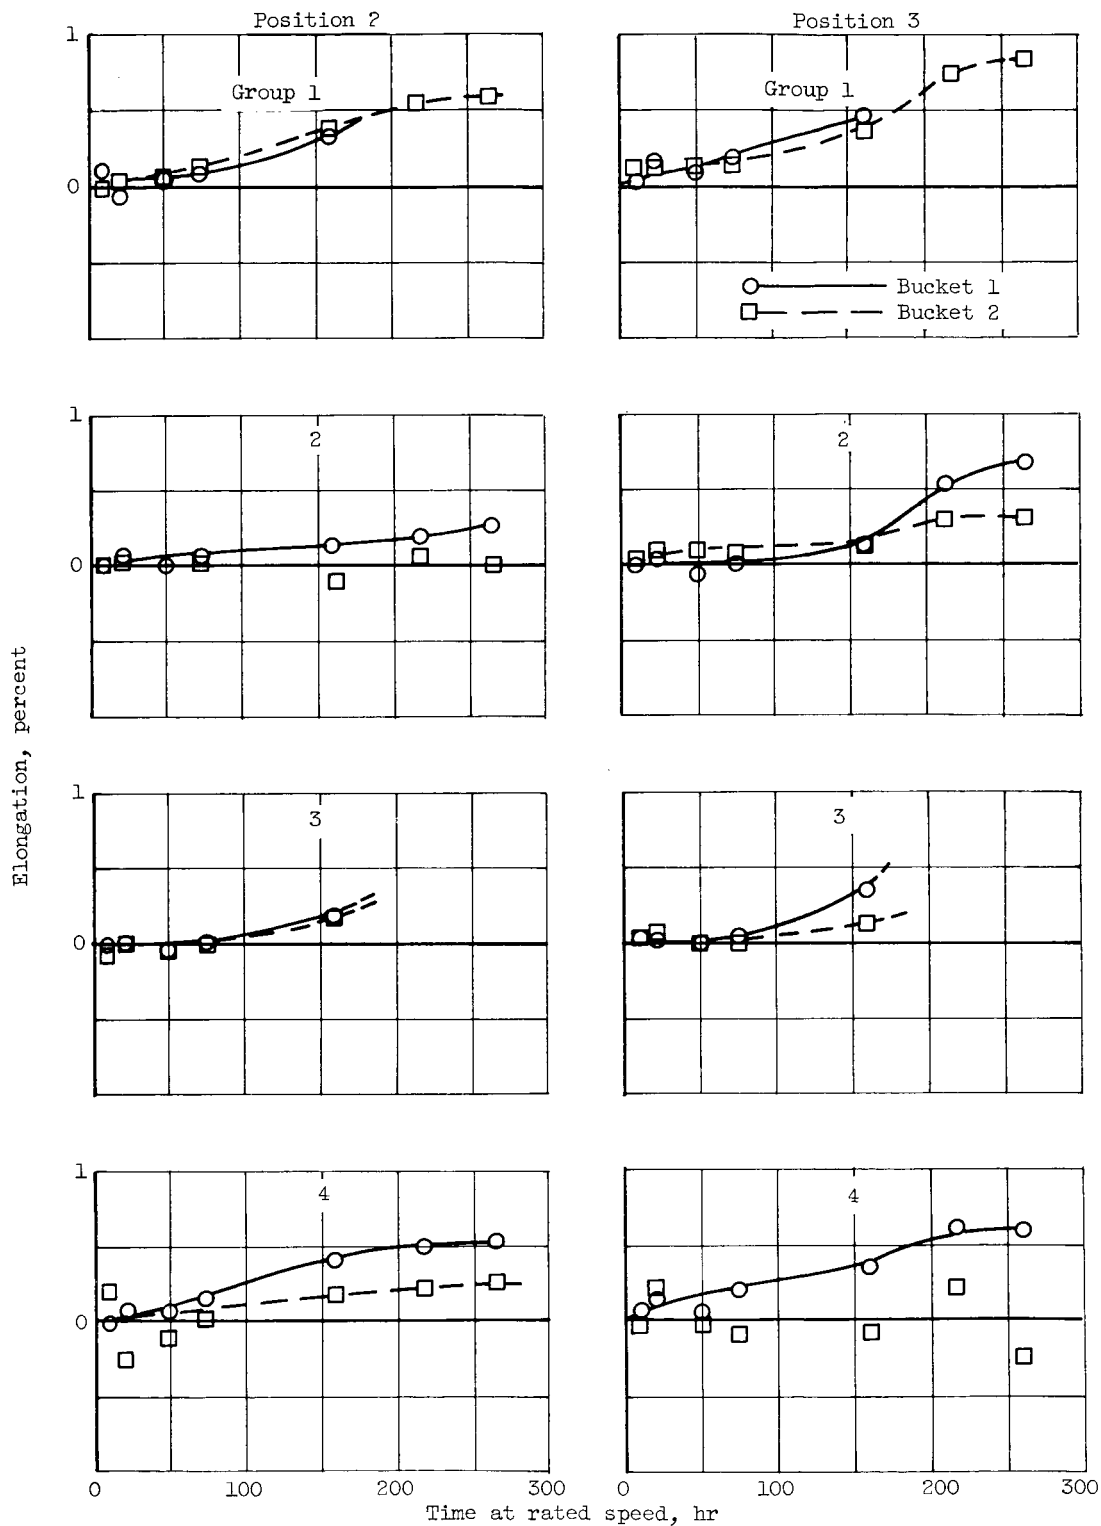 Position 2
Position 3
1
Group 1
Group 1
0
Bucket 1
Bucket 2
1
2
2
0
Elongation, percent
1
3
3
0
1
4
4
0
0 100 200 300
0 100 200 300
Time at rated speed, hr